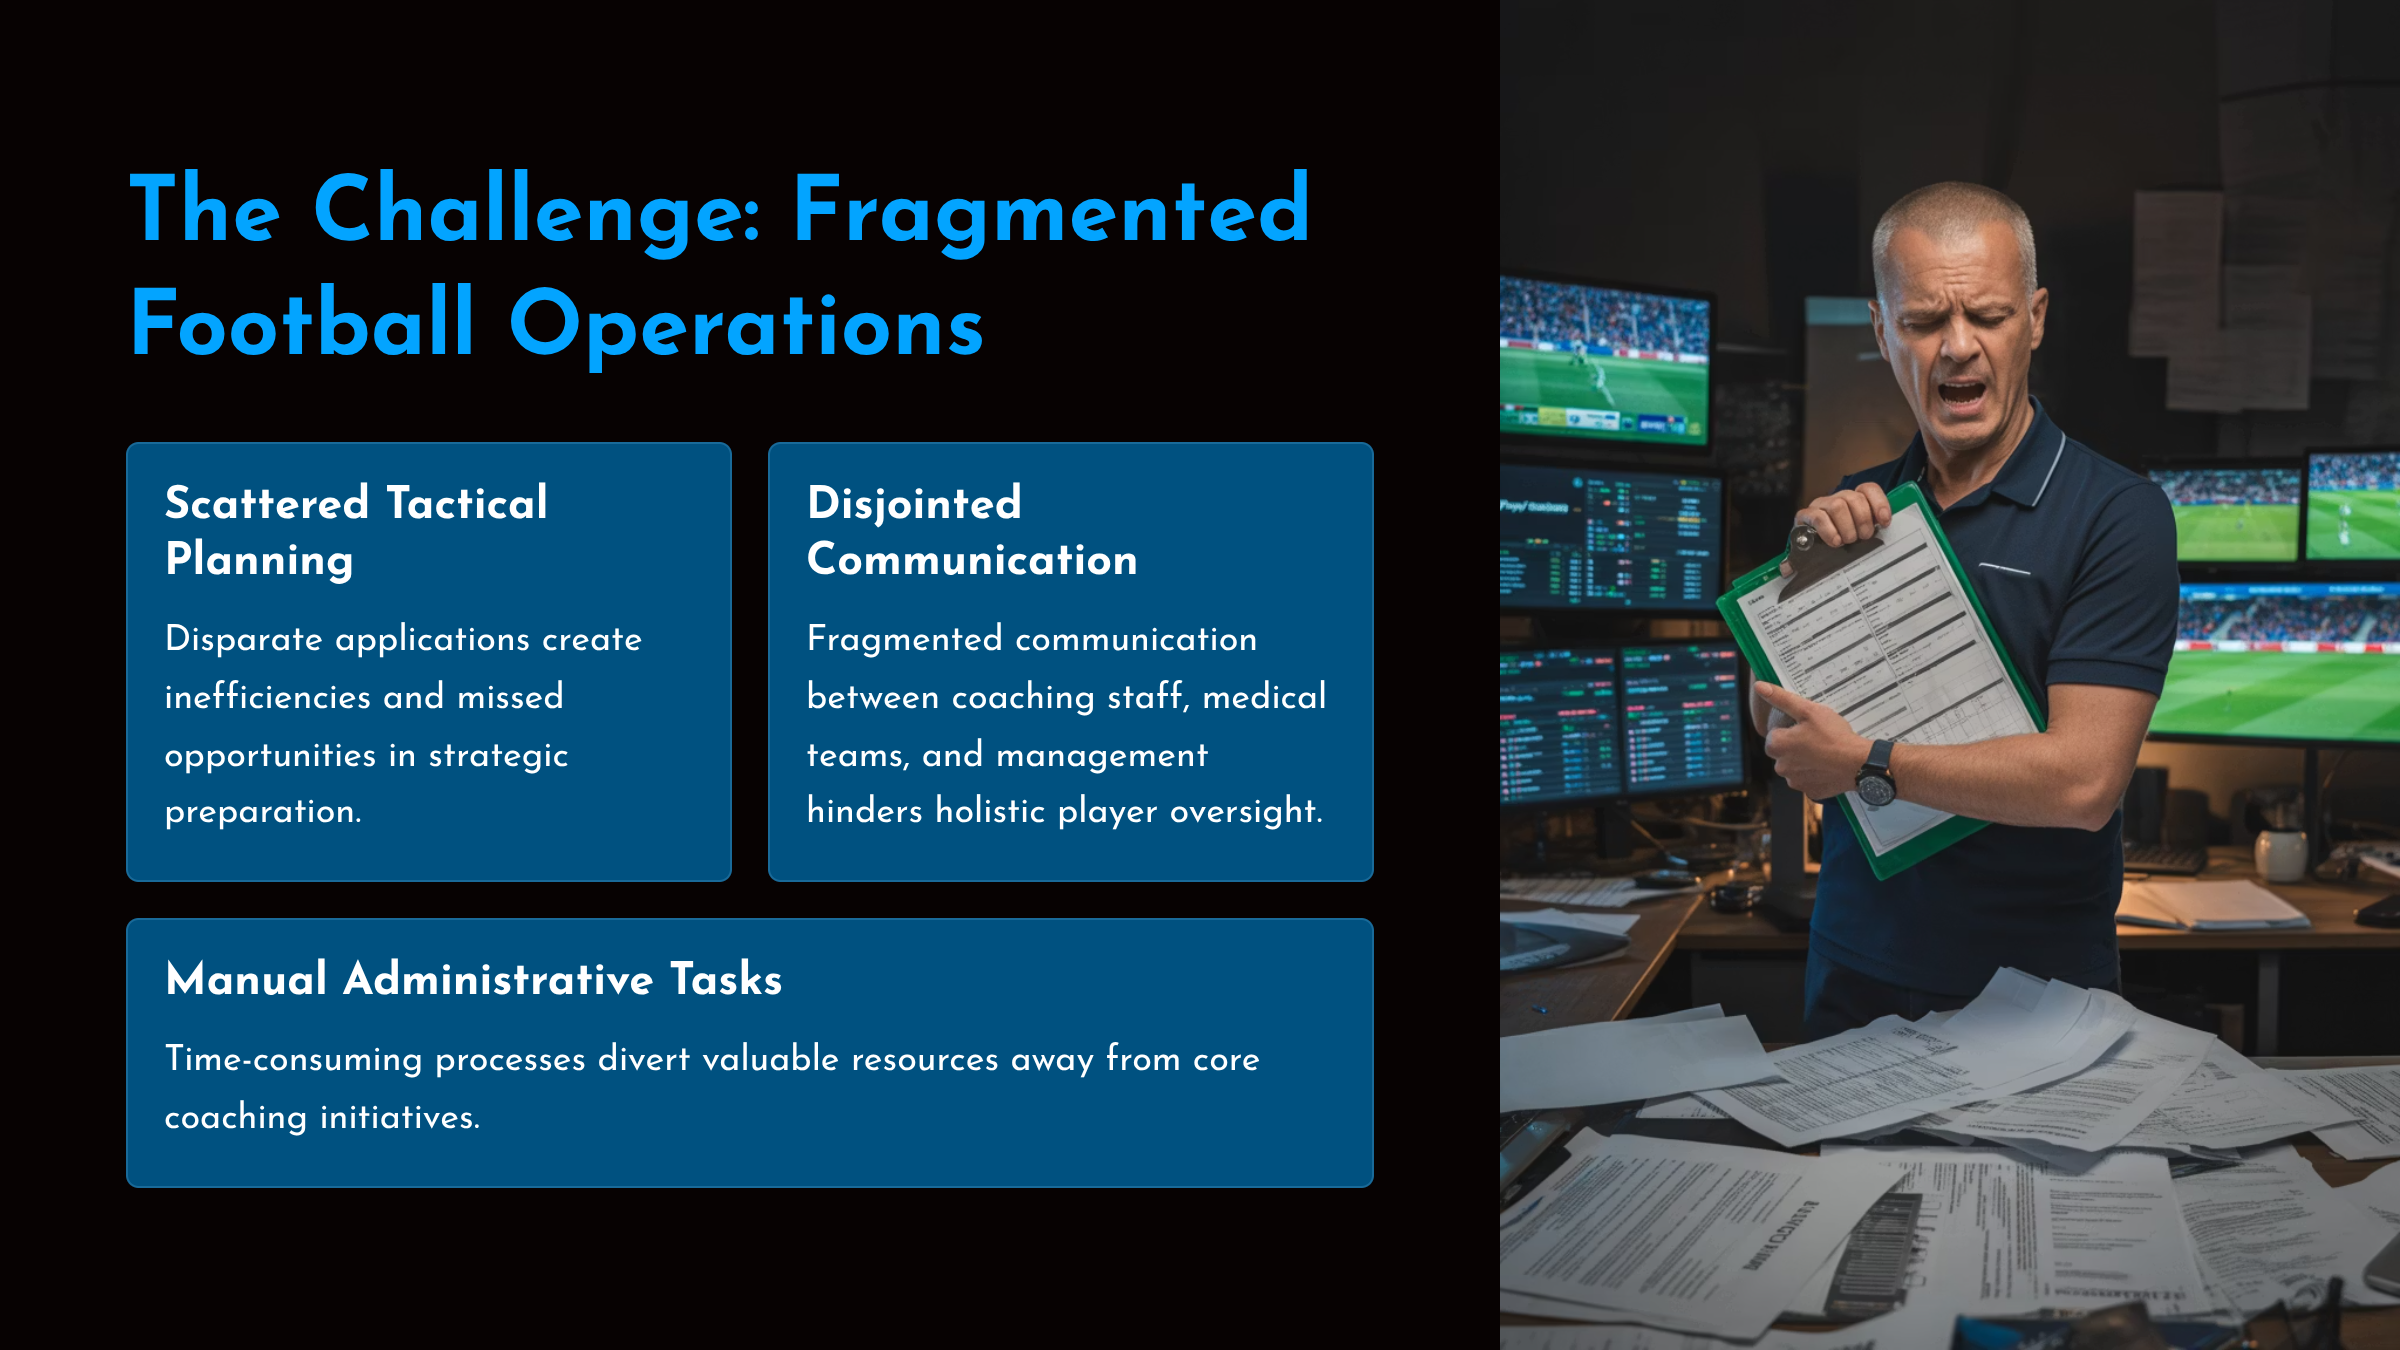 The Challenge: Fragmented
Football Operations
Scattered Tactical
Planning
Disparate applications create
inefficiencies and missed
opportunities in strategic
preparation.
Disjointed
Communication
Fragmented communication
between coaching staff, medical
teams, and management
hinders holistic player oversight.
Manual Administrative Tasks
Time-consuming processes divert valuable resources away from core
coaching initiatives.